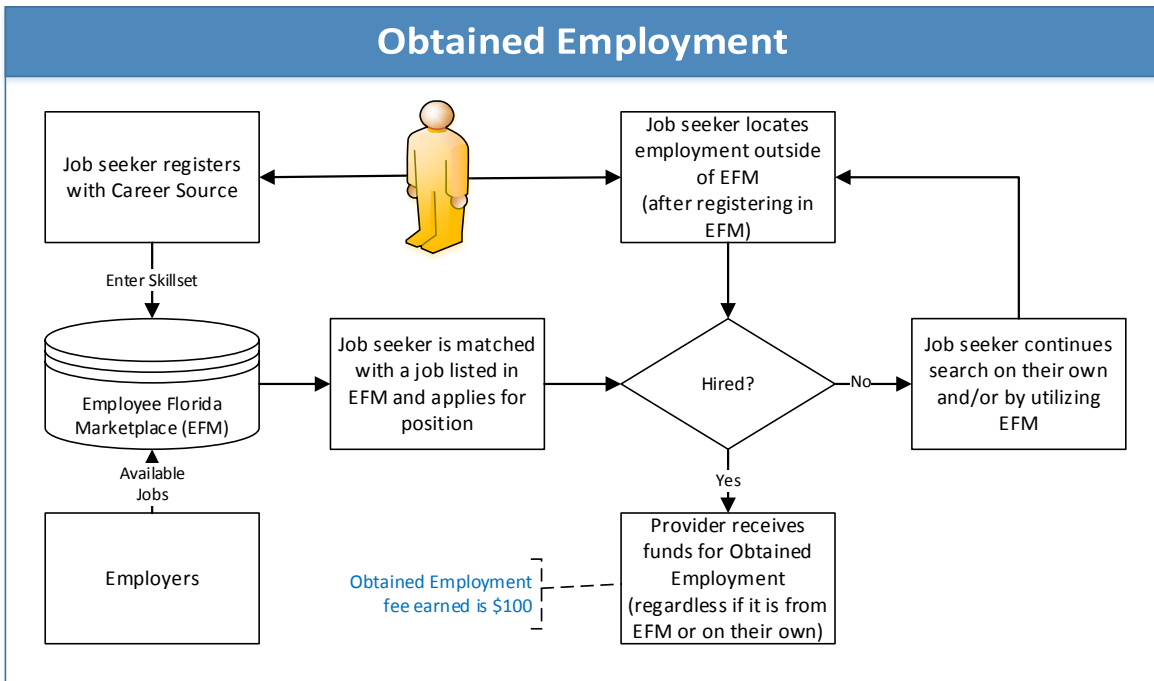 Obtained Employment
Job seeker registers
with Career Source
Job seeker locates
employment outside
of EFM
(after registering in
EFM)
Enter Skillset
Employee Florida
Marketplace (EFM)
Job seeker is matched
with a job listed in
EFM and applies for
position
Hired?
No
Job seeker continues
search on their own
and/or by utilizing
EFM
Available
Jobs
Yes
Employers
Obtained Employment
fee earned is $100
Provider receives
funds for Obtained
Employment
(regardless if it is from
EFM or on their own)